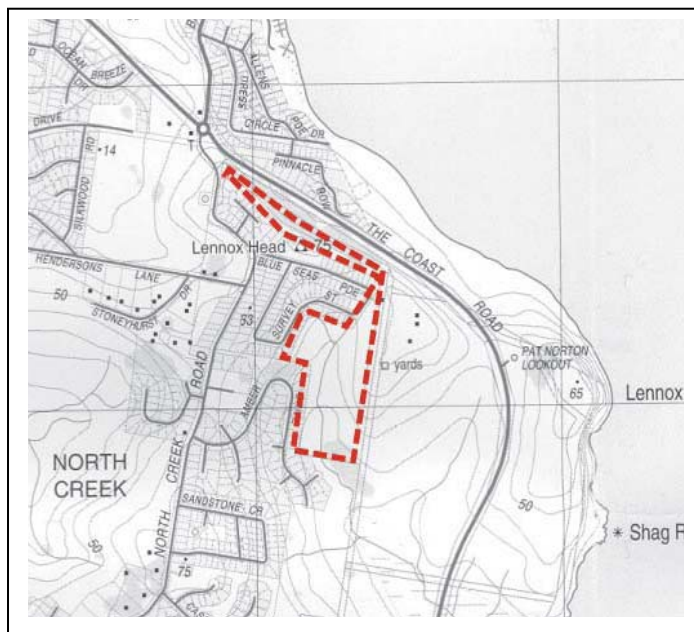 OCEAN
BREEZE
DR
ALLENS
PDE
DRESS
CIRCLE
DR
DRIVE
T
14
SILKWOOD
RD
PINNACLE
ROW
THE COAST ROAD
Lennox Head 75
BLUE SEAS PDE
HENDERSONS
LANE
50
STONEYHURST
DR
63
SURVEY ST
yards
PAT NORTON
LOOKOUT
65
Lennox
ROAD
AMBER
NORTH
CREEK
NORTH CREEK
SANDSTONE CR
50
50
Shag R
75